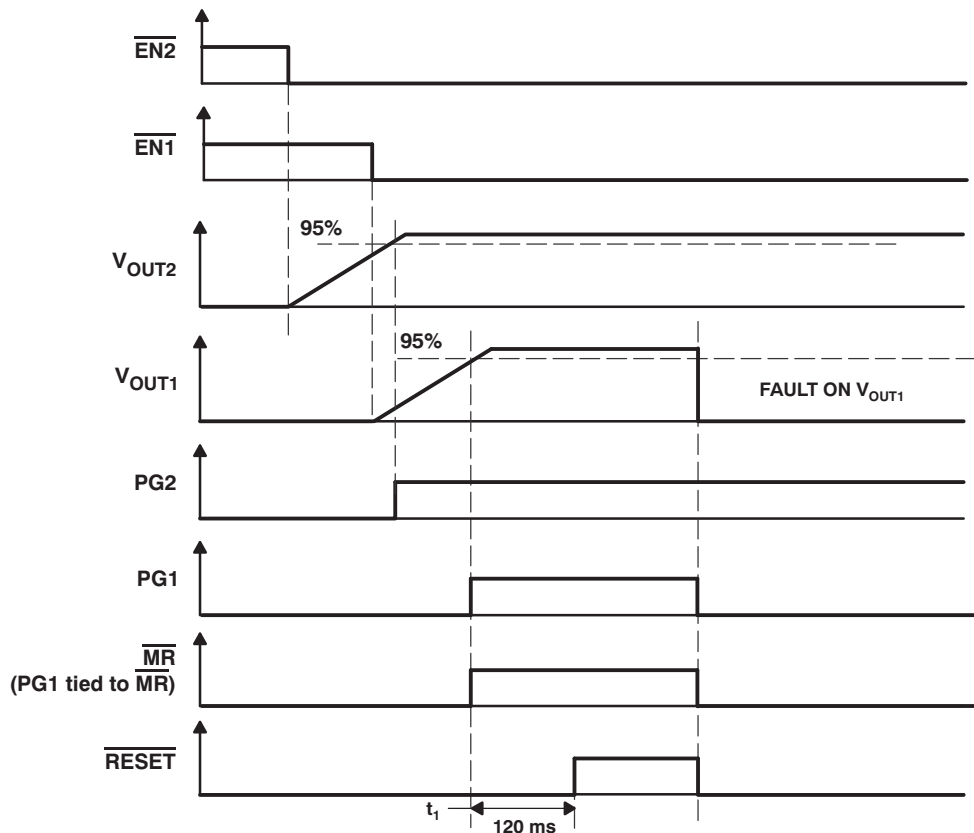 EN2
EN1
95%
VOUT2
95%
VOUT1
FAULT ON VOUT1
PG2
PG1
MR
(PG1 tied to MR)
RESET
t1
120 ms